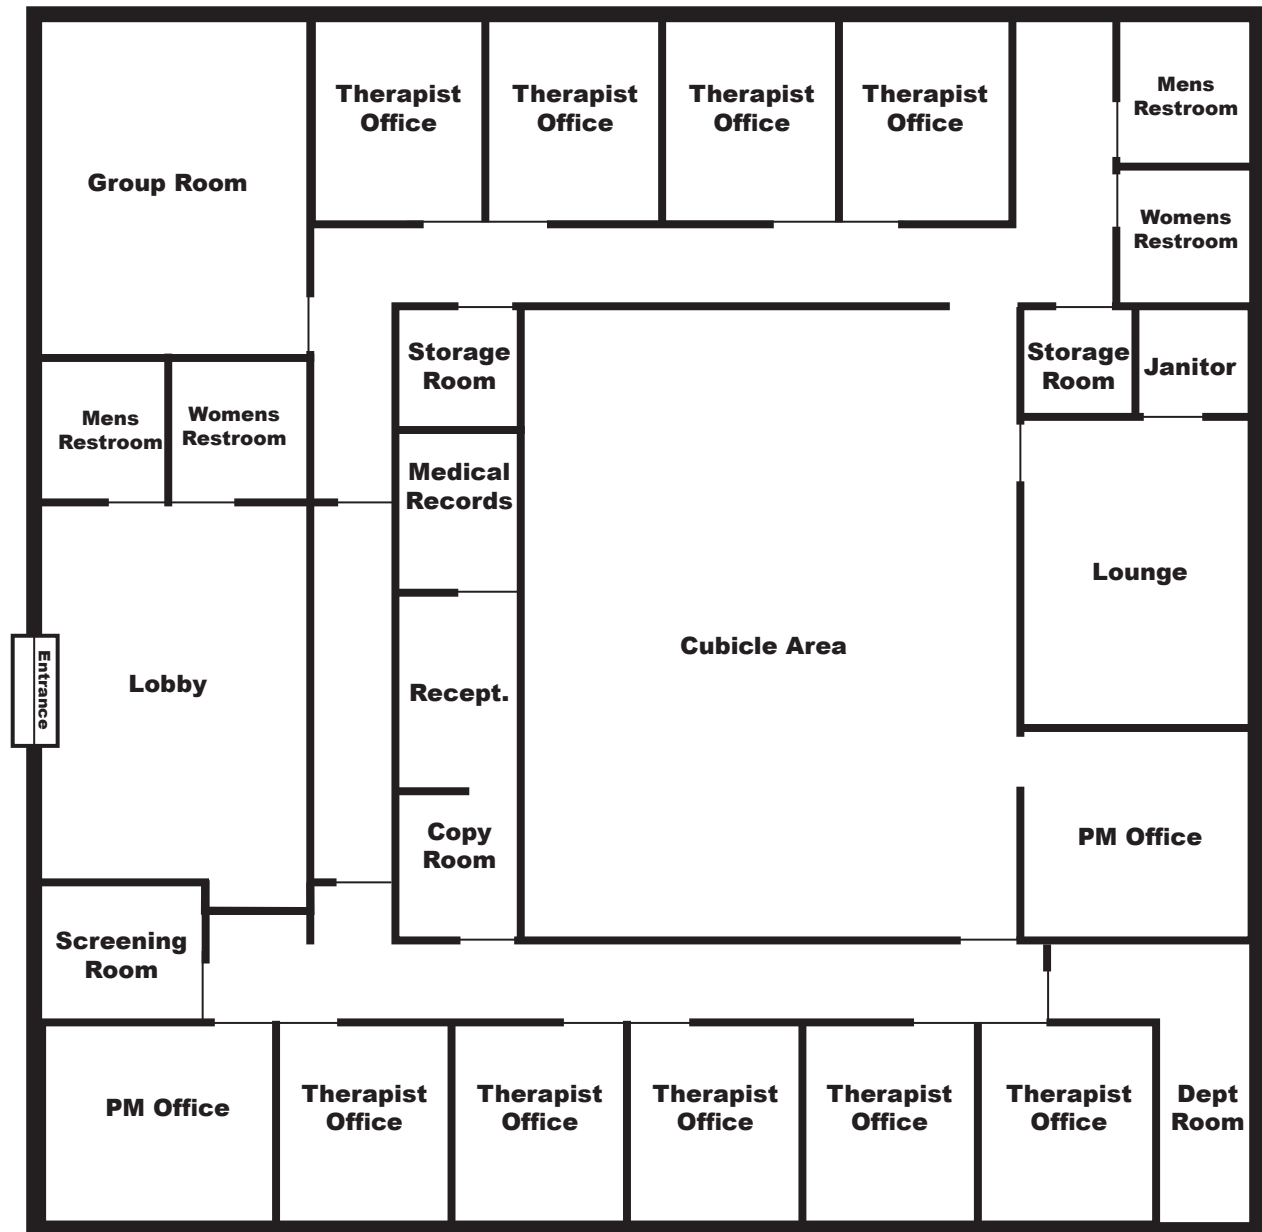 Therapist
Office
Therapist
Office
Therapist
Office
Therapist
Office
Mens
Restroom
Group Room
Womens
Restroom
Storage
Room
Storage
Room
Janitor
Mens
Restroom
Womens
Restroom
Medical
Records
Lounge
Cubicle Area
Entrance
Lobby
Recept.
Copy
Room
PM Office
Screening
Room
PM Office
Therapist
Office
Therapist
Office
Therapist
Office
Therapist
Office
Therapist
Office
Dept
Room